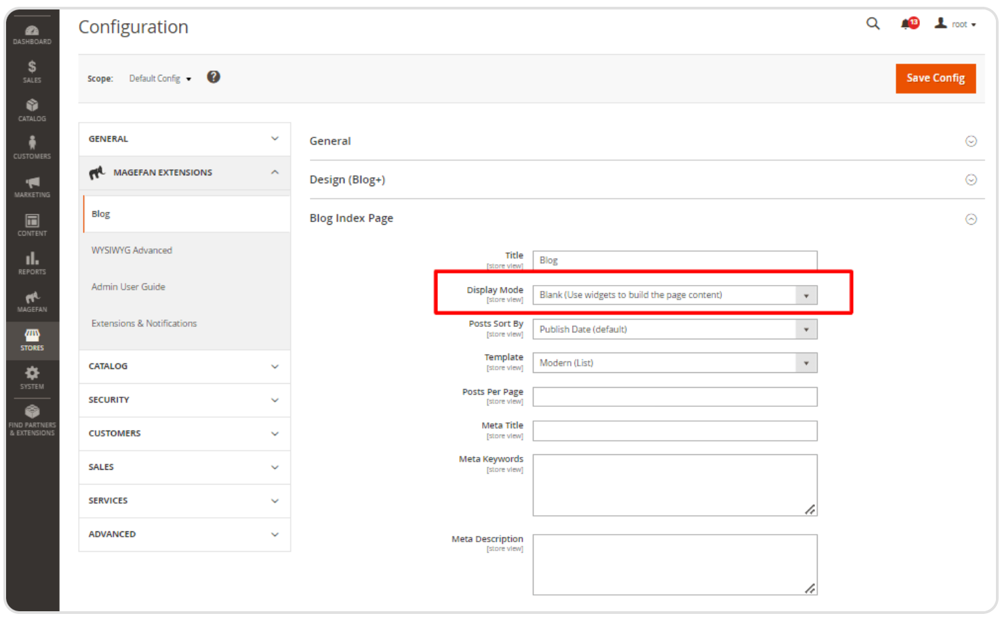 Configuration
13
root
Scope:
Default Config
?
Save Config
DASHBOARD
SALES
CATALOG
CUSTOMERS
MARKETING
CONTENT
REPORTS
MAGEFAN
STORES
SYSTEM
FIND PARTNERS
& EXTENSIONS
GENERAL
MAGEFAN EXTENSIONS
Blog
WYSIWYG Advanced
Admin User Guide
Extensions & Notifications
CATALOG
SECURITY
CUSTOMERS
SALES
SERVICES
ADVANCED
General
Design (Blog+)
Blog Index Page
Title
[store view]
Blog
Display Mode
[store view]
Blank (Use widgets to build the page content)
Posts Sort By
[store view]
Publish Date (default)
Template
[store view]
Modern (List)
Posts Per Page
[store view]
Meta Title
[store view]
Meta Keywords
[store view]
Meta Description
[store view]